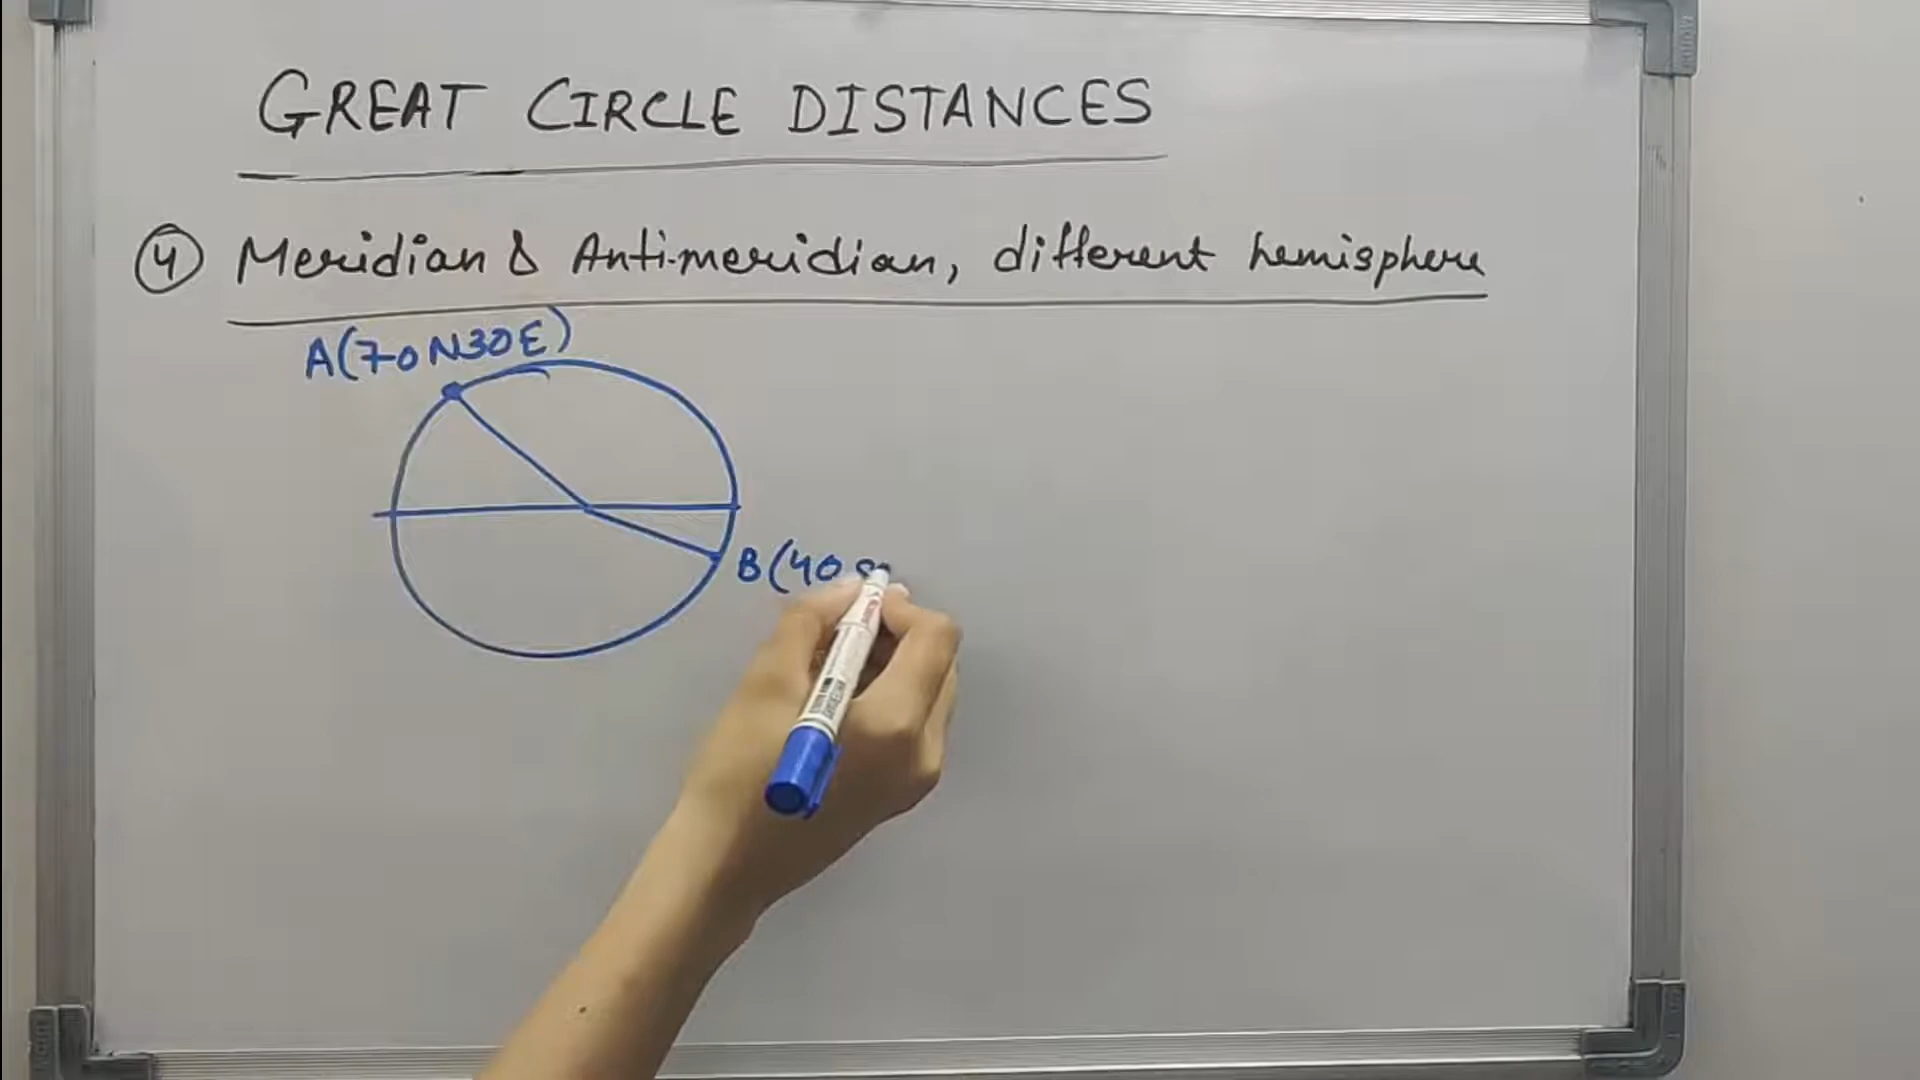 GREAT CIRCLE DISTANCES
④ Meridian & Anti-meridian, different hemisphere
A(70N30E)
B(40